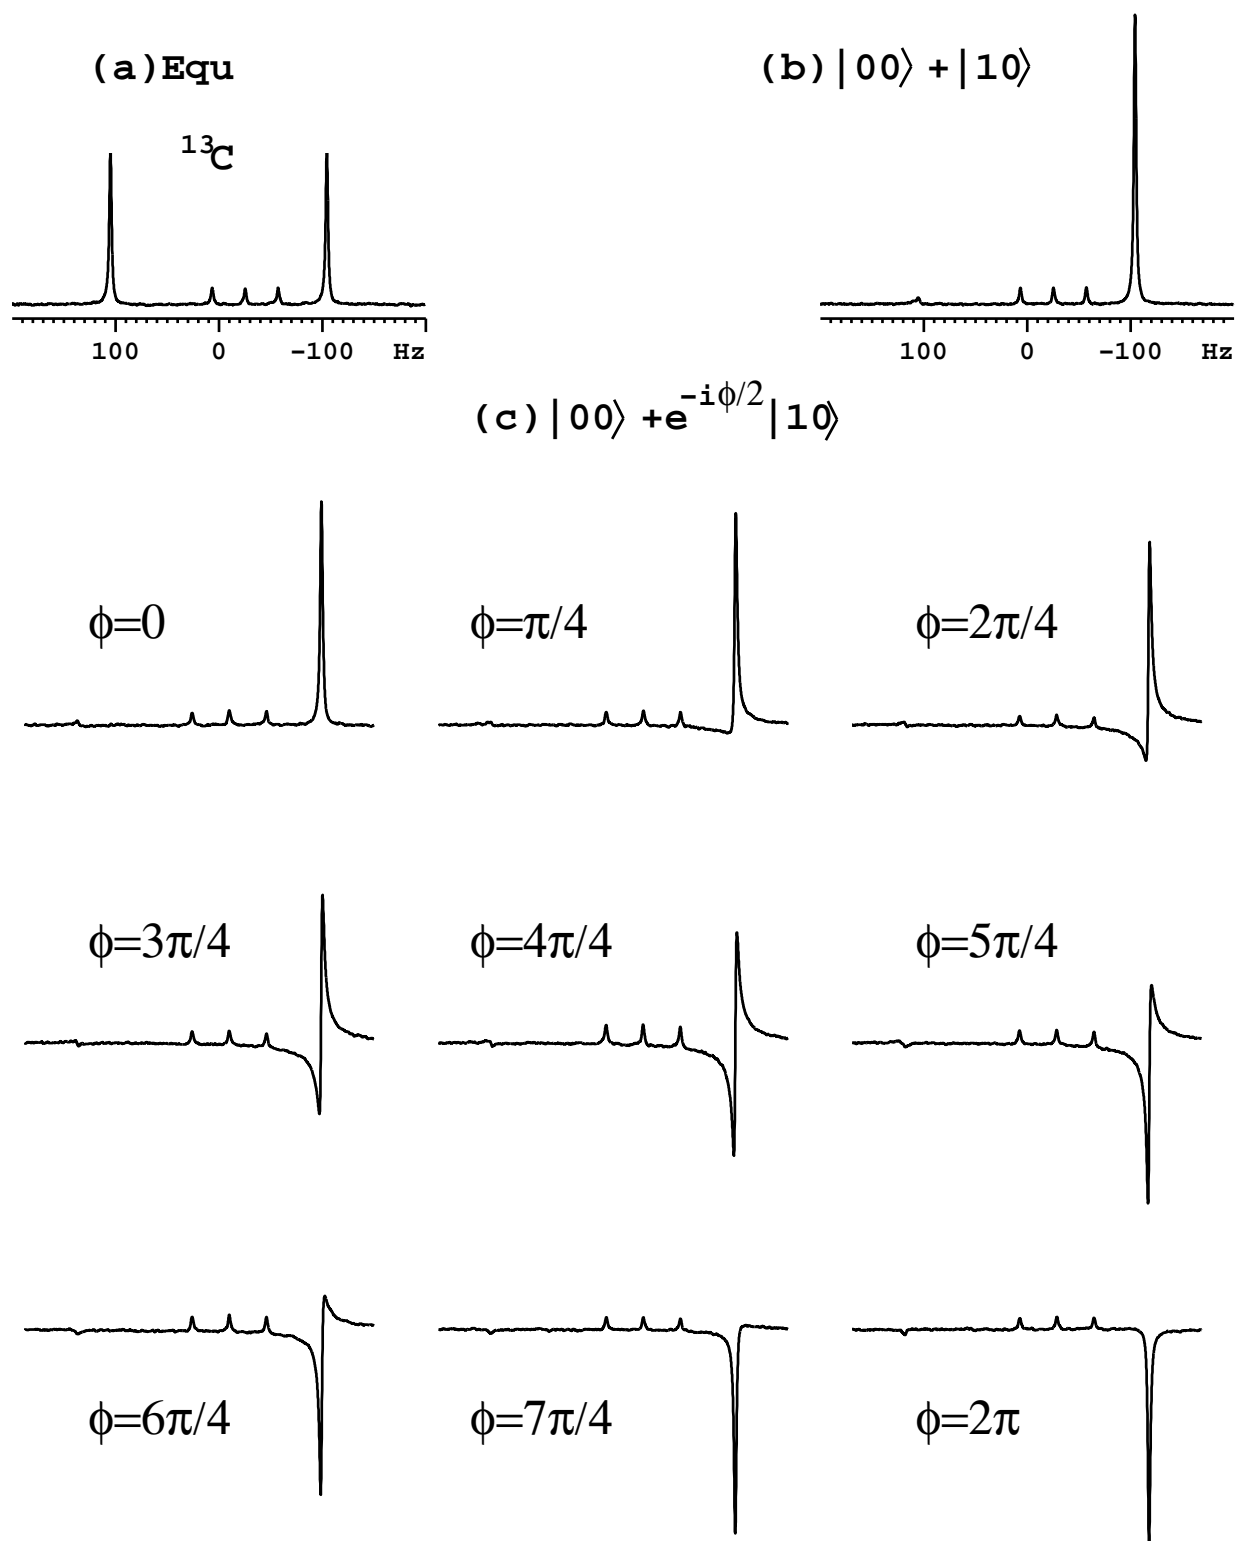 (a)Equ
(b)|00⟩+|10⟩
¹³C
100 0 −100 Hz
100 0 −100 Hz
(c)|00⟩+e^−iϕ/2|10⟩
ϕ=0
ϕ=π/4
ϕ=2π/4
ϕ=3π/4
ϕ=4π/4
ϕ=5π/4
ϕ=6π/4
ϕ=7π/4
ϕ=2π